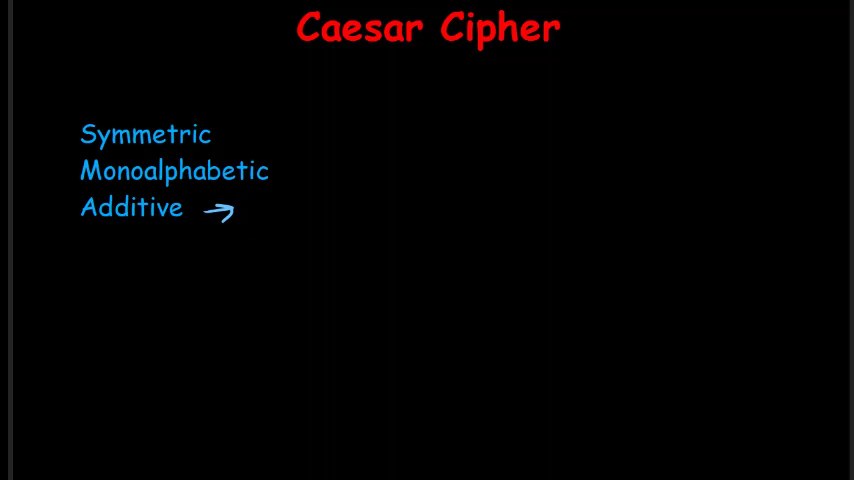 Caesar Cipher
Symmetric
Monoalphabetic
Additive →